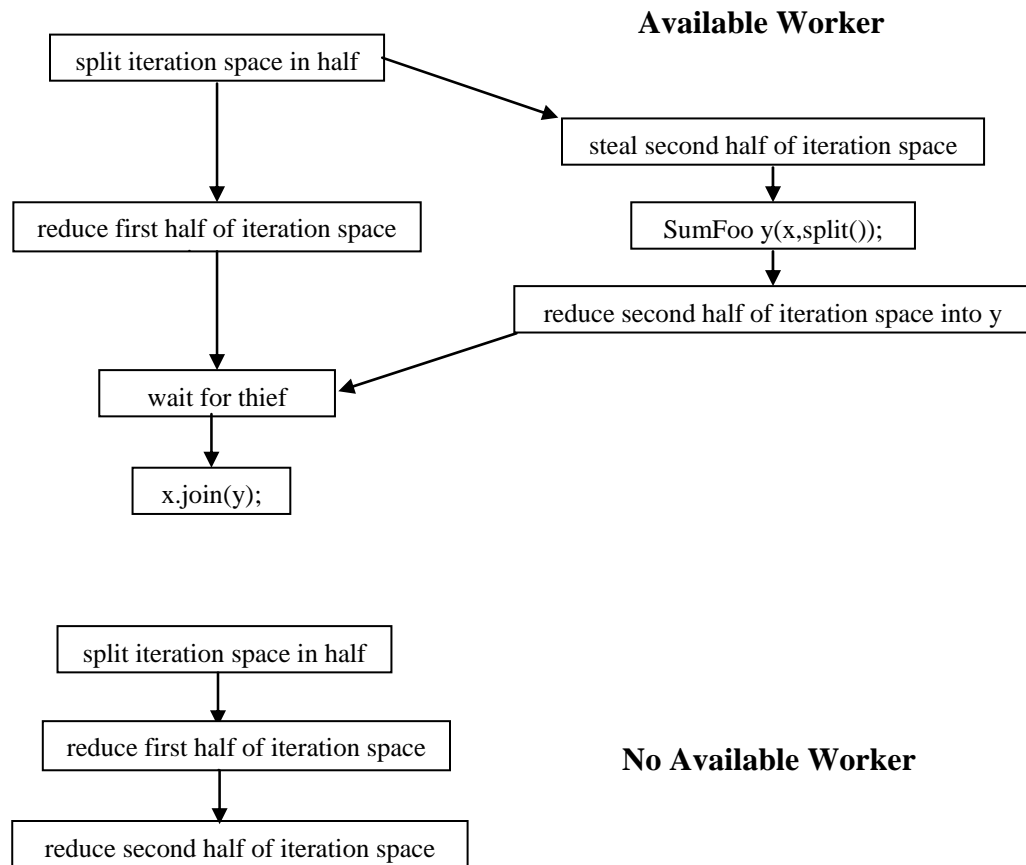 Available Worker
split iteration space in half
steal second half of iteration space
reduce first half of iteration space
SumFoo y(x,split());
reduce second half of iteration space into y
wait for thief
x.join(y);
split iteration space in half
reduce first half of iteration space
No Available Worker
reduce second half of iteration space